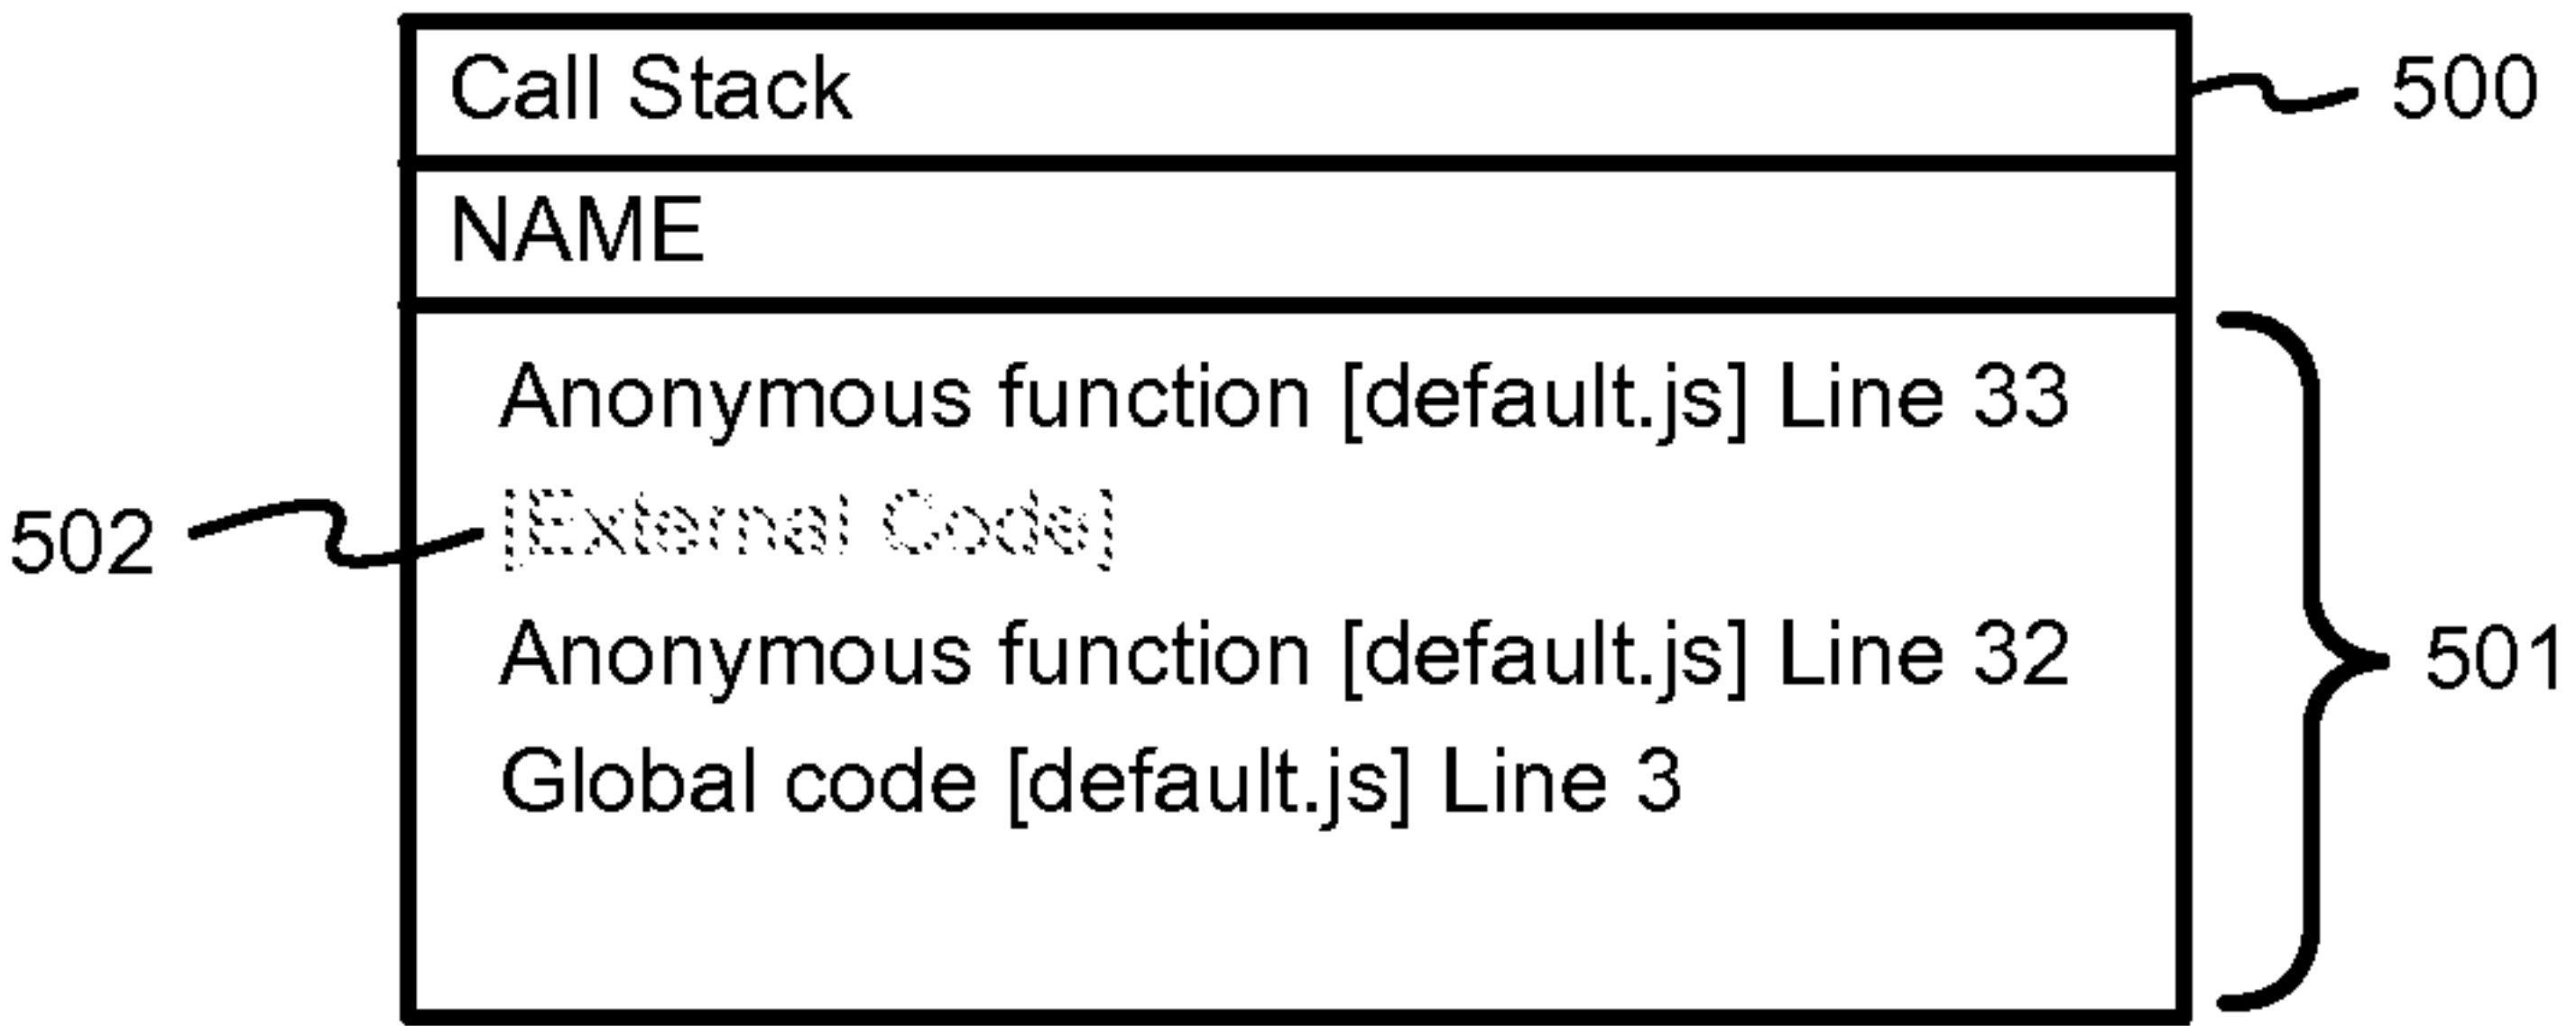 Call Stack
500
NAME
Anonymous function [default.js] Line 33
502
[External Code]
Anonymous function [default.js] Line 32
501
Global code [default.js] Line 3